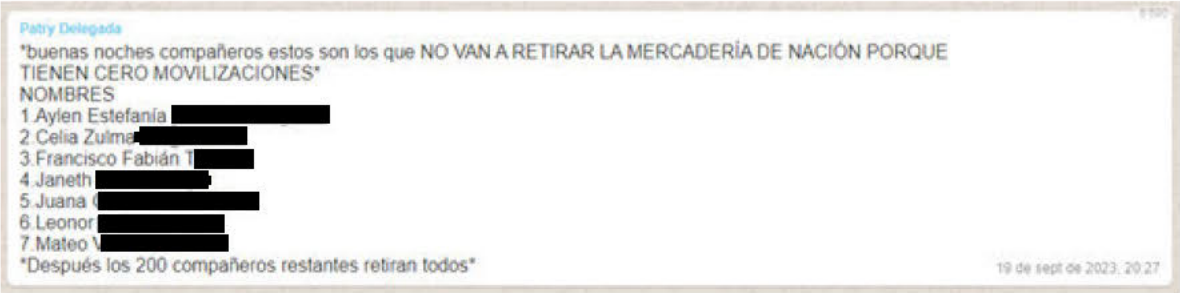 Patry Delegada
*buenas noches compañeros estos son los que NO VAN A RETIRAR LA MERCADERÍA DE NACIÓN PORQUE
TIENEN CERO MOVILIZACIONES*
NOMBRES
1.Aylen Estefanía
2.Celia Zulma
3.Francisco Fabián T
4.Janeth
5.Juana
6.Leonor
7.Mateo V
*Después los 200 compañeros restantes retiran todos*
19 de sept de 2023, 20:27